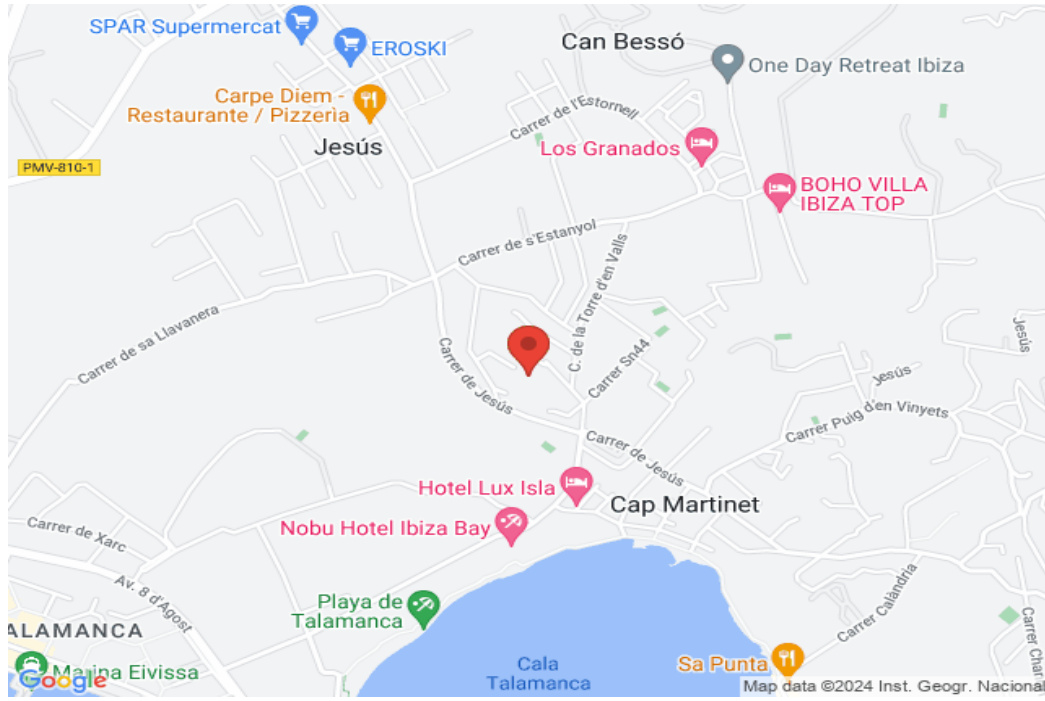 SPAR Supermercat
EROSKI
Can Bessó
One Day Retreat Ibiza
Carpe Diem -
Restaurante / Pizzeria
Carrer de l'Estornell
Jesús
Los Granados
PMV-810-1
BOHO VILLA
IBIZA TOP
Carrer de s'Estanyol
C. de la Torre d'en Valls
Carrer de sa Llavanera
Jesús
Carrer de Jesús
Carrer Sn44
Jesús
Carrer Puig d'en Vinyets
Carrer de Jesús
Hotel Lux Isla
Cap Martinet
Nobu Hotel Ibiza Bay
Carrer de Xarc
Av. 8 d'Agost
Playa de
Talamanca
Carrer Calàndria
ALAMANCA
Carrer Char
Cala
Talamanca
Sa Punta
Marina Eivissa
Google
Map data ©2024 Inst. Geogr. Nacional